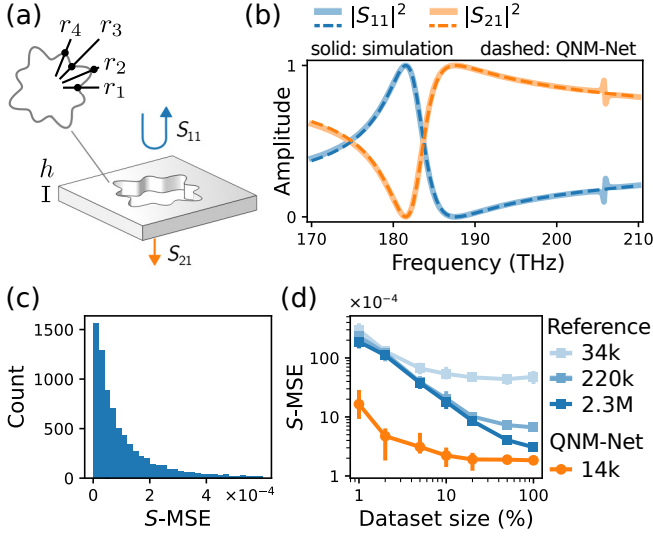 (a)
r4
r3
r2
r1
S11
h
S21
(b)
|S11|²
|S21|²
solid: simulation
dashed: QNM-Net
1
Amplitude
0
170
180
190
200
210
Frequency (THz)
(c)
1500
1000
500
0
Count
0
2
4
×10⁻⁴
S-MSE
(d)
×10⁻⁴
100
10
1
S-MSE
1
10
100
Dataset size (%)
Reference
34k
220k
2.3M
QNM-Net
14k